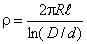 ρ = 2πRℓ / ln(D/d)